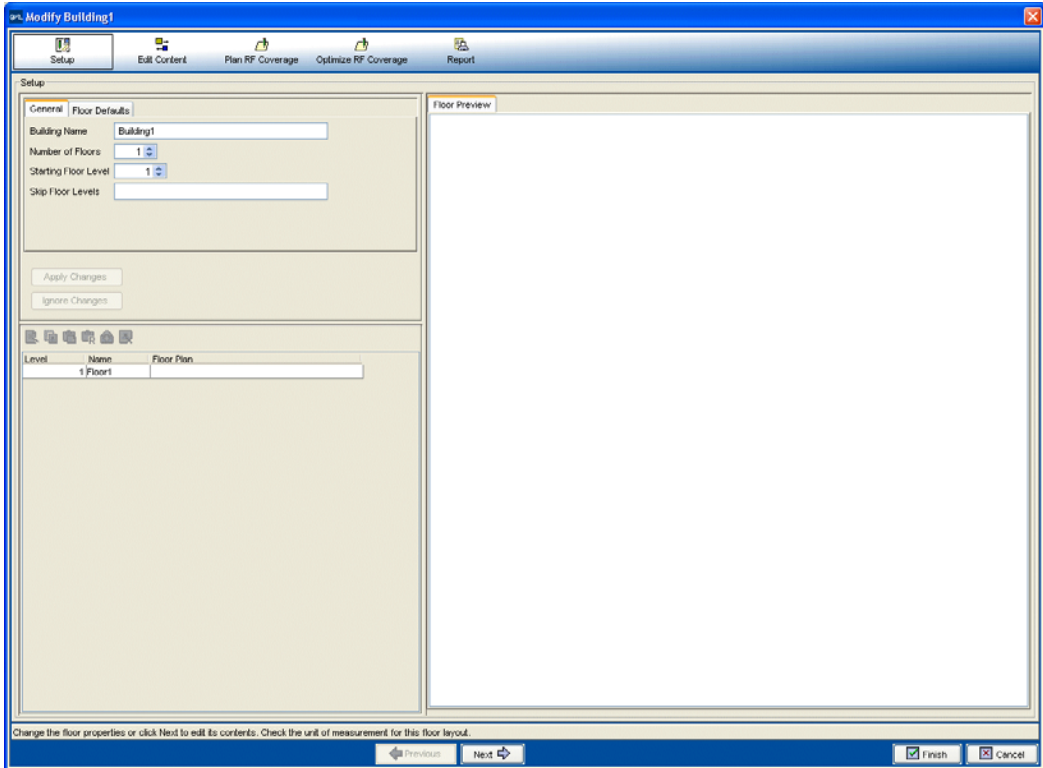 Modify Building1
Setup
Edit Content
Plan RF Coverage
Optimize RF Coverage
Report
Setup
General
Floor Defaults
Building Name
Building1
Number of Floors
1
Starting Floor Level
1
Skip Floor Levels
Apply Changes
Ignore Changes
Level Name Floor Plan
1 Floor1
Floor Preview
Change the floor properties or click Next to edit its contents. Check the unit of measurement for this floor layout.
Previous
Next
Finish
Cancel